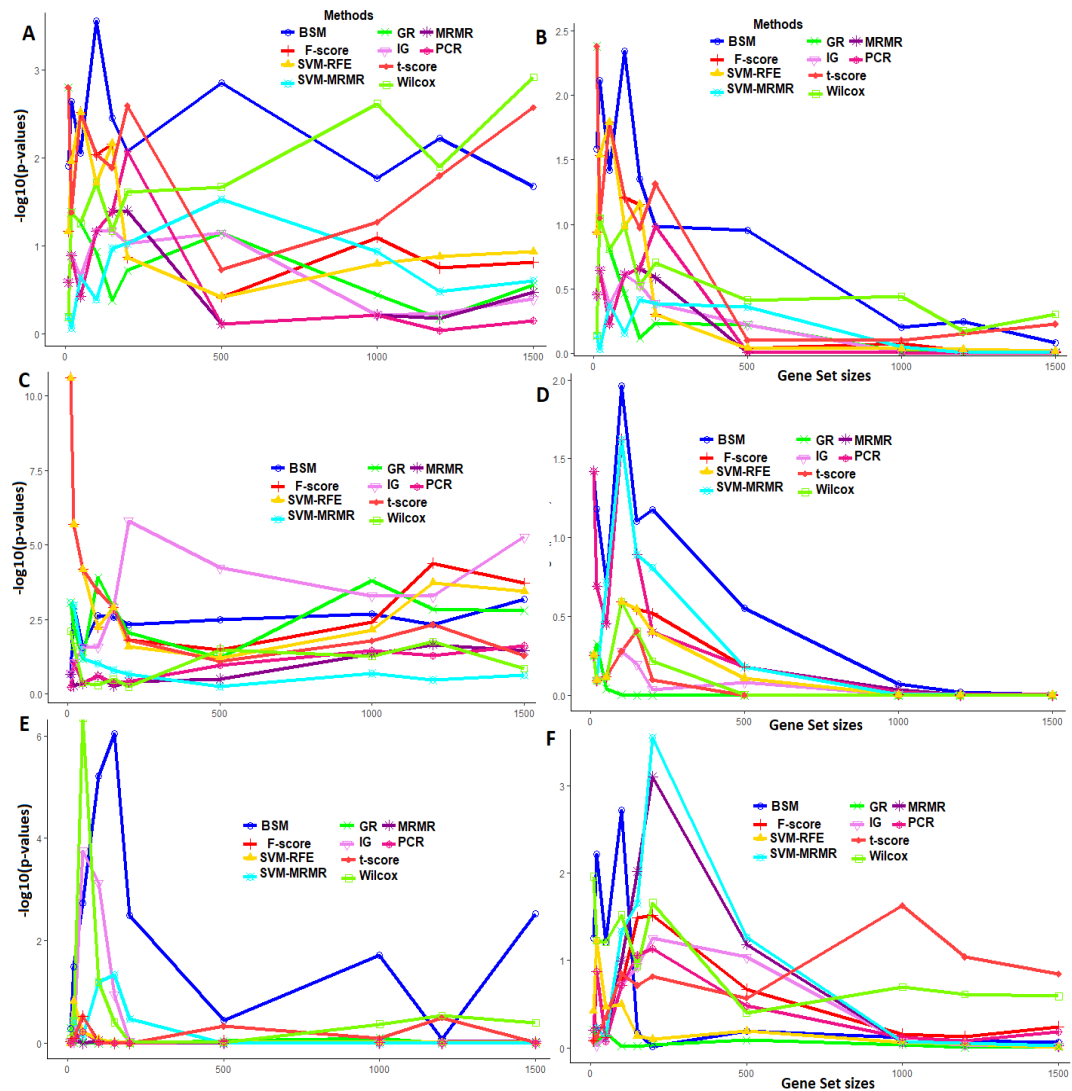 A
Methods
BSM
F-score
SVM-RFE
SVM-MRMR
GR
IG
t-score
Wilcox
MRMR
PCR
-log10(p-values)
3
2
1
0
0
500
1000
1500
B
Methods
BSM
F-score
SVM-RFE
SVM-MRMR
GR
IG
t-score
Wilcox
MRMR
PCR
2.5
2.0
1.5
1.0
0.5
0.0
0
500
1000
1500
Gene Set sizes
C
BSM
F-score
SVM-RFE
SVM-MRMR
GR
IG
t-score
Wilcox
MRMR
PCR
-log10(p-values)
10.0
7.5
5.0
2.5
0.0
0
500
1000
1500
D
BSM
F-score
SVM-RFE
SVM-MRMR
GR
IG
t-score
Wilcox
MRMR
PCR
2.0
1.5
1.0
0.5
0.0
0
500
1000
1500
Gene Set sizes
E
BSM
F-score
SVM-RFE
SVM-MRMR
GR
IG
t-score
Wilcox
MRMR
PCR
-log10(p-values)
6
4
2
0
0
500
1000
1500
F
BSM
F-score
SVM-RFE
SVM-MRMR
GR
IG
t-score
Wilcox
MRMR
PCR
3
2
1
0
0
500
1000
1500
Gene Set sizes